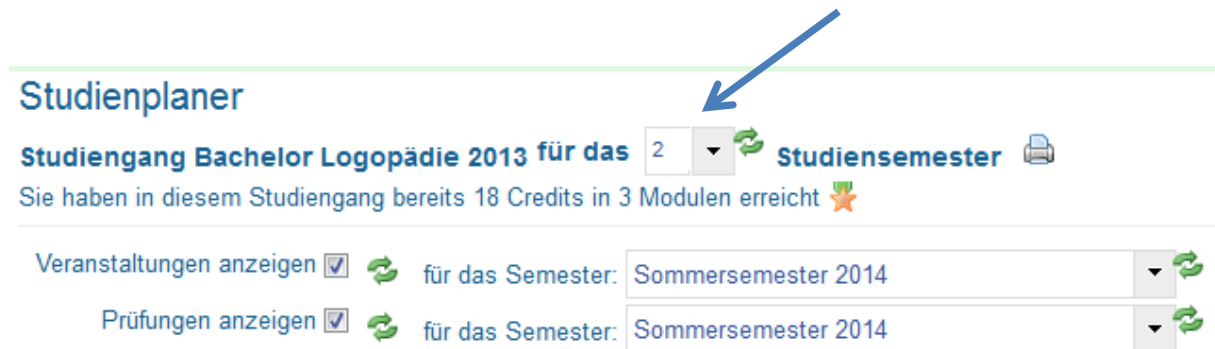 Studienplaner
Studiengang Bachelor Logopädie 2013 für das 2 Studiensemester
Sie haben in diesem Studiengang bereits 18 Credits in 3 Modulen erreicht
Veranstaltungen anzeigen für das Semester: Sommersemester 2014
Prüfungen anzeigen für das Semester: Sommersemester 2014